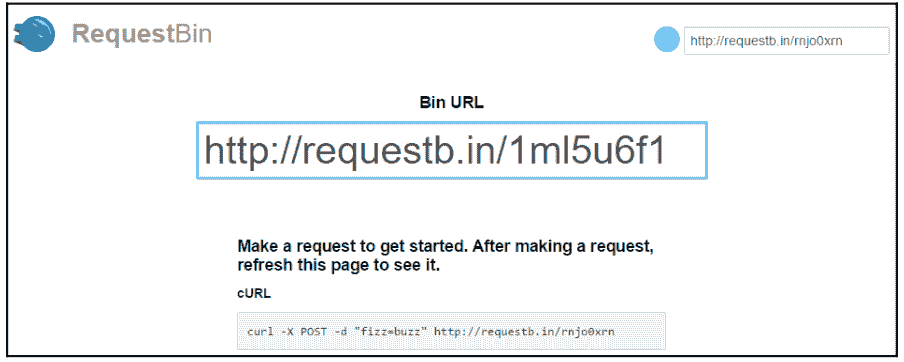 RequestBin
http://requestb.in/rnjo0xrn
Bin URL
http://requestb.in/1ml5u6f1
Make a request to get started. After making a request,
refresh this page to see it.
cURL
curl -X POST -d "fizz=buzz" http://requestb.in/rnjo0xrn